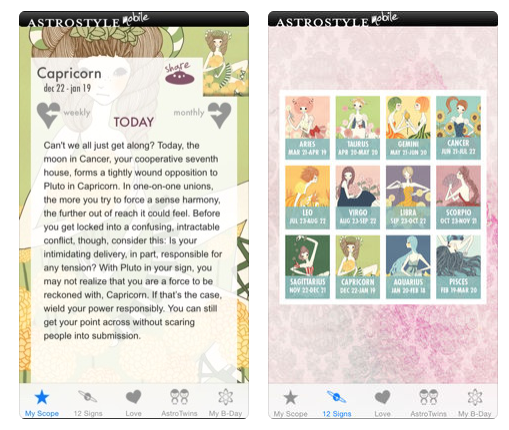 ASTROSTYLE mobile
Capricorn
dec 22 - jan 19
share
weekly
monthly
TODAY
Can't we all just get along? Today, the
moon in Cancer, your cooperative seventh
house, forms a tightly wound opposition to
Pluto in Capricorn. In one-on-one unions,
the more you try to force a sense harmony,
the further out of reach it could feel. Before
you get locked into a confusing, intractable
conflict, though, consider this: Is your
intimidating delivery, in part, responsible for
any tension? With Pluto in your sign, you
may not realize that you are a force to be
reckoned with, Capricorn. If that's the case,
wield your power responsibly. You can still
get your point across without scaring
people into submission.
My Scope 12 Signs Love AstroTwins My B-Day
ASTROSTYLE mobile
ARIES TAURUS GEMINI CANCER
MAR 21-APR 19 APR 20-MAY 20 MAY 21-JUN 20 JUN 21-JUL 22
LEO VIRGO LIBRA SCORPIO
JUL 23-AUG 22 AUG 23-SEP 22 SEP 23-OCT 22 OCT 23-NOV 21
SAGITTARIUS CAPRICORN AQUARIUS PISCES
NOV 22-DEC 21 DEC 22-JAN 19 JAN 20-FEB 18 FEB 19-MAR 20
My Scope 12 Signs Love AstroTwins My B-Day